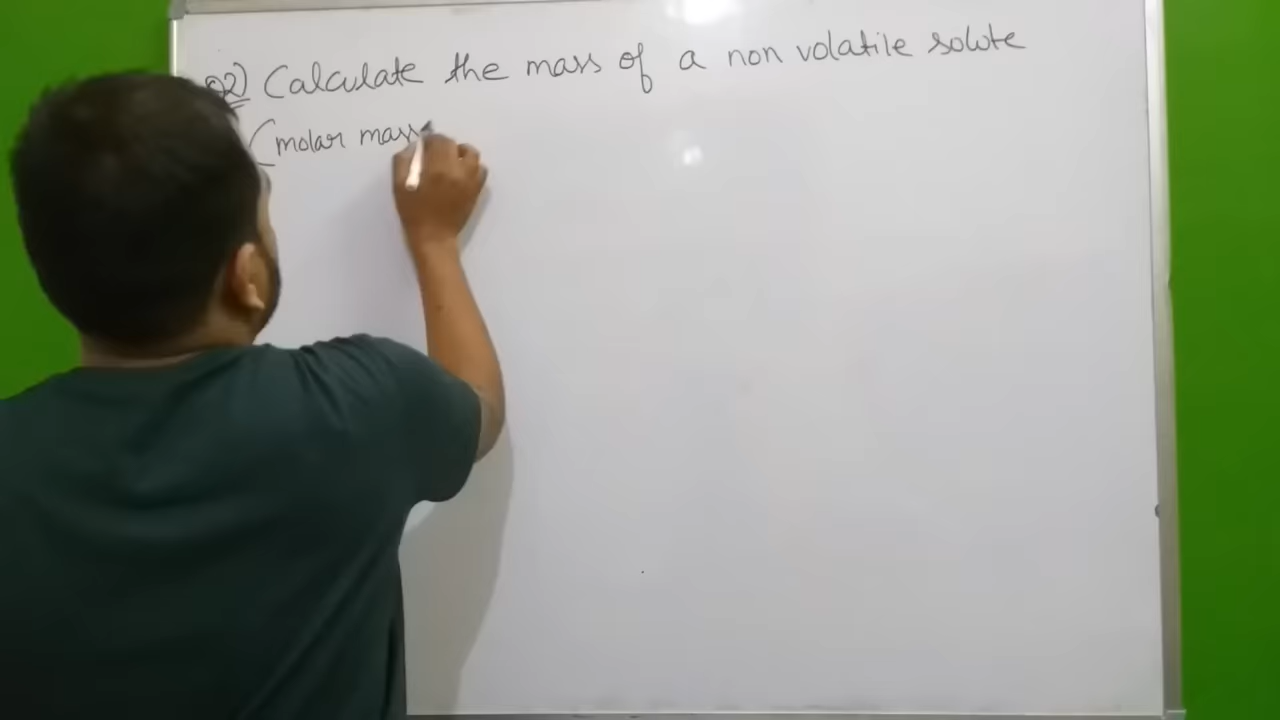 Q2) Calculate the mass of a non volatile solute
(molar mass